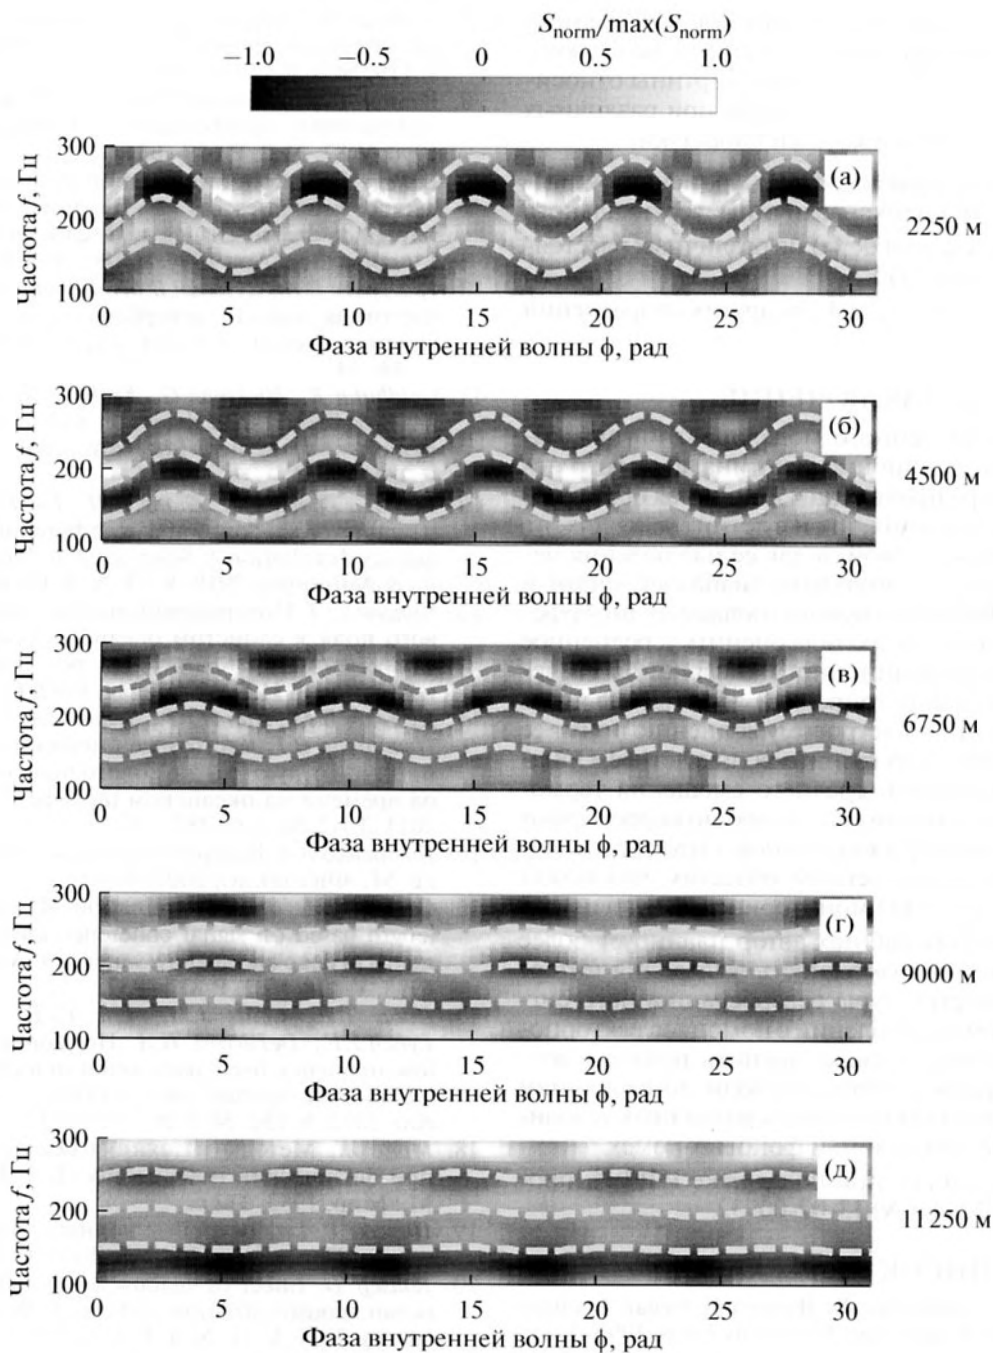 S_norm/max(S_norm)
−1.0 −0.5 0 0.5 1.0
300
200
100
Частота f, Гц
(а)
2250 м
0 5 10 15 20 25 30
Фаза внутренней волны ϕ, рад
300
200
100
Частота f, Гц
(б)
4500 м
0 5 10 15 20 25 30
Фаза внутренней волны ϕ, рад
300
200
100
Частота f, Гц
(в)
6750 м
0 5 10 15 20 25 30
Фаза внутренней волны ϕ, рад
300
200
100
Частота f, Гц
(г)
9000 м
0 5 10 15 20 25 30
Фаза внутренней волны ϕ, рад
300
200
100
Частота f, Гц
(д)
11250 м
0 5 10 15 20 25 30
Фаза внутренней волны ϕ, рад